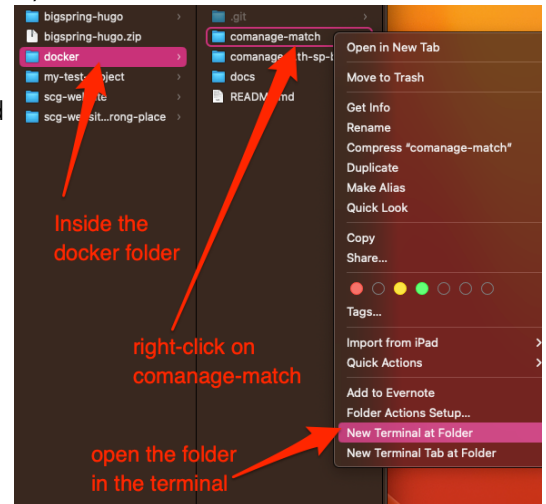 bigspring-hugo
bigspring-hugo.zip
docker
my-test-project
scg-website
scg-websit...rong-place
.git
comanage-match
docs
Open in New Tab
Move to Trash
Get Info
Rename
Compress "comanage-match"
Duplicate
Make Alias
Quick Look
Copy
Share...
Tags...
Import from iPad
Quick Actions
Add to Evernote
Folder Actions Setup...
New Terminal at Folder
New Terminal Tab at Folder
Inside the
docker folder
right-click on
comanage-match
open the folder
in the terminal